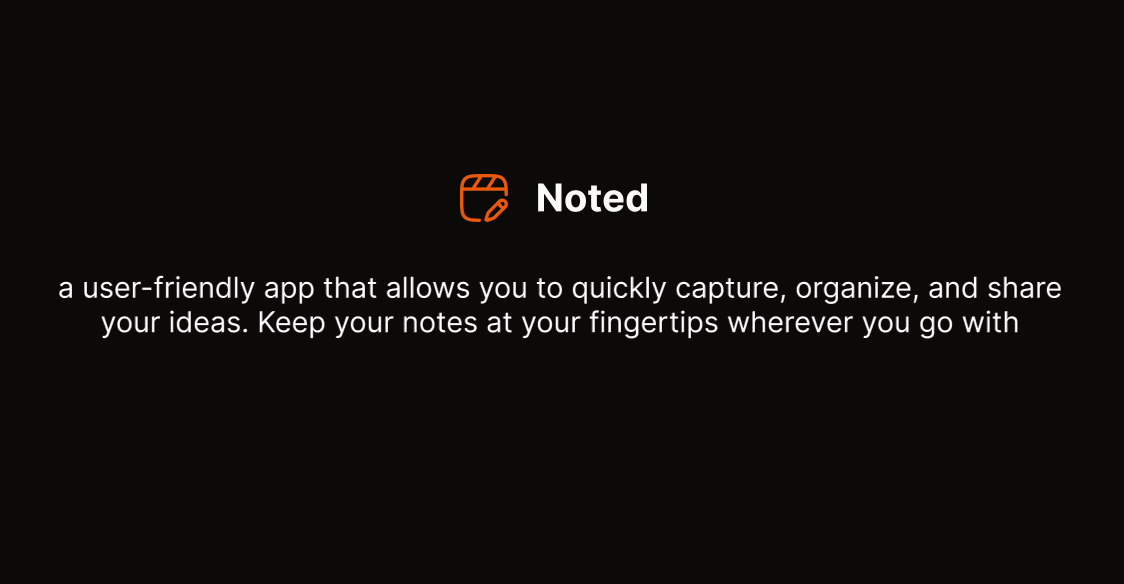 Noted
a user-friendly app that allows you to quickly capture, organize, and share
your ideas. Keep your notes at your fingertips wherever you go with